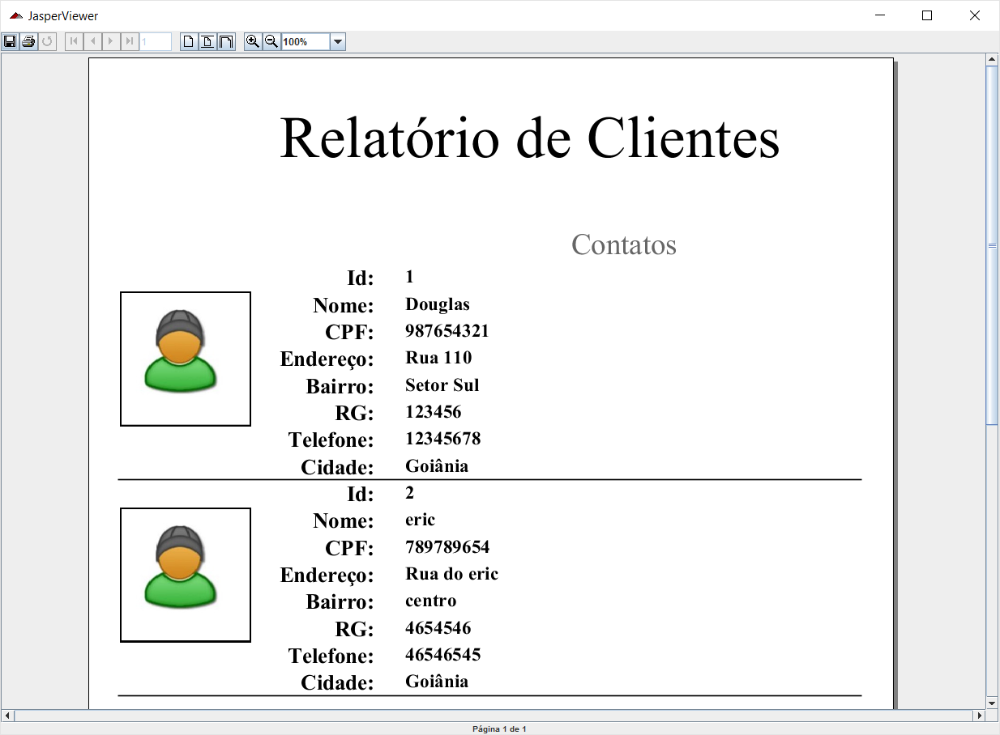 JasperViewer
1
100%
Relatório de Clientes
Contatos
Id: 1
Nome: Douglas
CPF: 987654321
Endereço: Rua 110
Bairro: Setor Sul
RG: 123456
Telefone: 12345678
Cidade: Goiânia
Id: 2
Nome: eric
CPF: 789789654
Endereço: Rua do eric
Bairro: centro
RG: 4654546
Telefone: 46546545
Cidade: Goiânia
Página 1 de 1